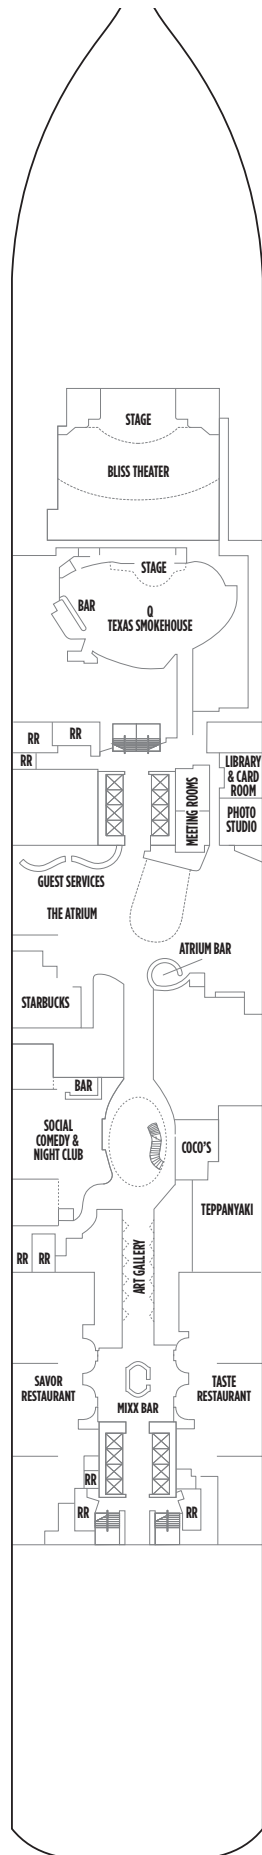 STAGE
BLISS THEATER
STAGE
BAR
Q
TEXAS SMOKEHOUSE
RR
RR
RR
LIBRARY
& CARD
ROOM
MEETING ROOMS
PHOTO
STUDIO
GUEST SERVICES
THE ATRIUM
ATRIUM BAR
STARBUCKS
BAR
SOCIAL
COMEDY &
NIGHT CLUB
COCO'S
TEPPANYAKI
RR
RR
ART GALLERY
SAVOR
RESTAURANT
TASTE
RESTAURANT
MIXX BAR
RR
RR
RR